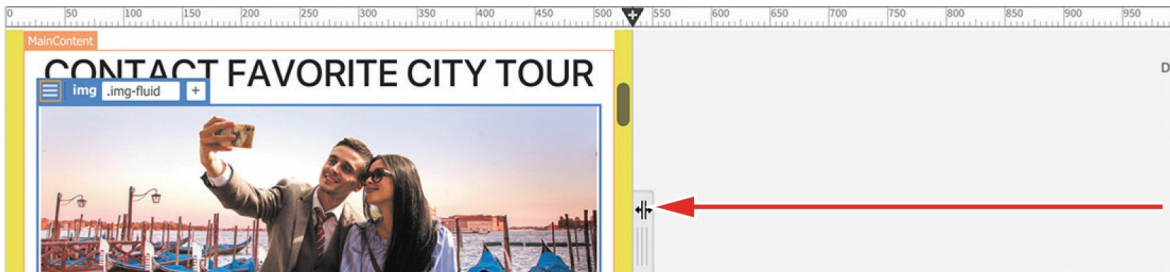 0 50 100 150 200 250 300 350 400 450 500 550 600 650 700 750 800 850 900 950
MainContent
CONTACT FAVORITE CITY TOUR
D
img .img-fluid +